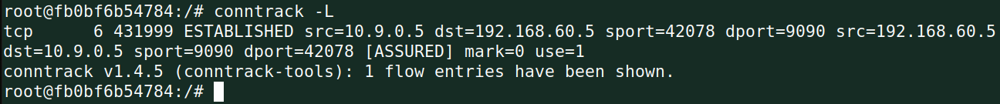 root@fb0bf6b54784:/# conntrack -L
tcp      6 431999 ESTABLISHED src=10.9.0.5 dst=192.168.60.5 sport=42078 dport=9090 src=192.168.60.5
dst=10.9.0.5 sport=9090 dport=42078 [ASSURED] mark=0 use=1
conntrack v1.4.5 (conntrack-tools): 1 flow entries have been shown.
root@fb0bf6b54784:/#